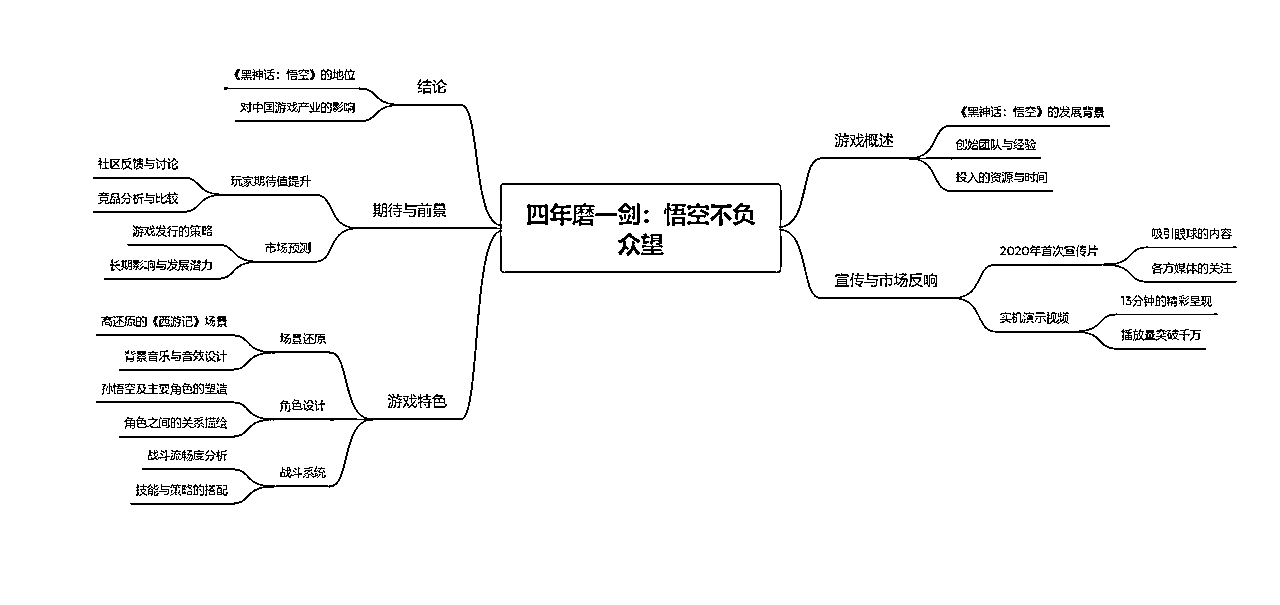 四年磨一剑：悟空不负
众望
游戏概述
《黑神话：悟空》的发展背景
创始团队与经验
投入的资源与时间
宣传与市场反响
2020年首次宣传片
吸引眼球的内容
各方媒体的关注
实机演示视频
13分钟的精彩呈现
播放量突破千万
游戏特色
场景还原
高还原的《西游记》场景
背景音乐与音效设计
角色设计
孙悟空及主要角色的塑造
角色之间的关系描绘
战斗系统
战斗流畅度分析
技能与策略的搭配
期待与前景
玩家期待值提升
社区反馈与讨论
竞品分析与比较
市场预测
游戏发行的策略
长期影响与发展潜力
结论
《黑神话：悟空》的地位
对中国游戏产业的影响